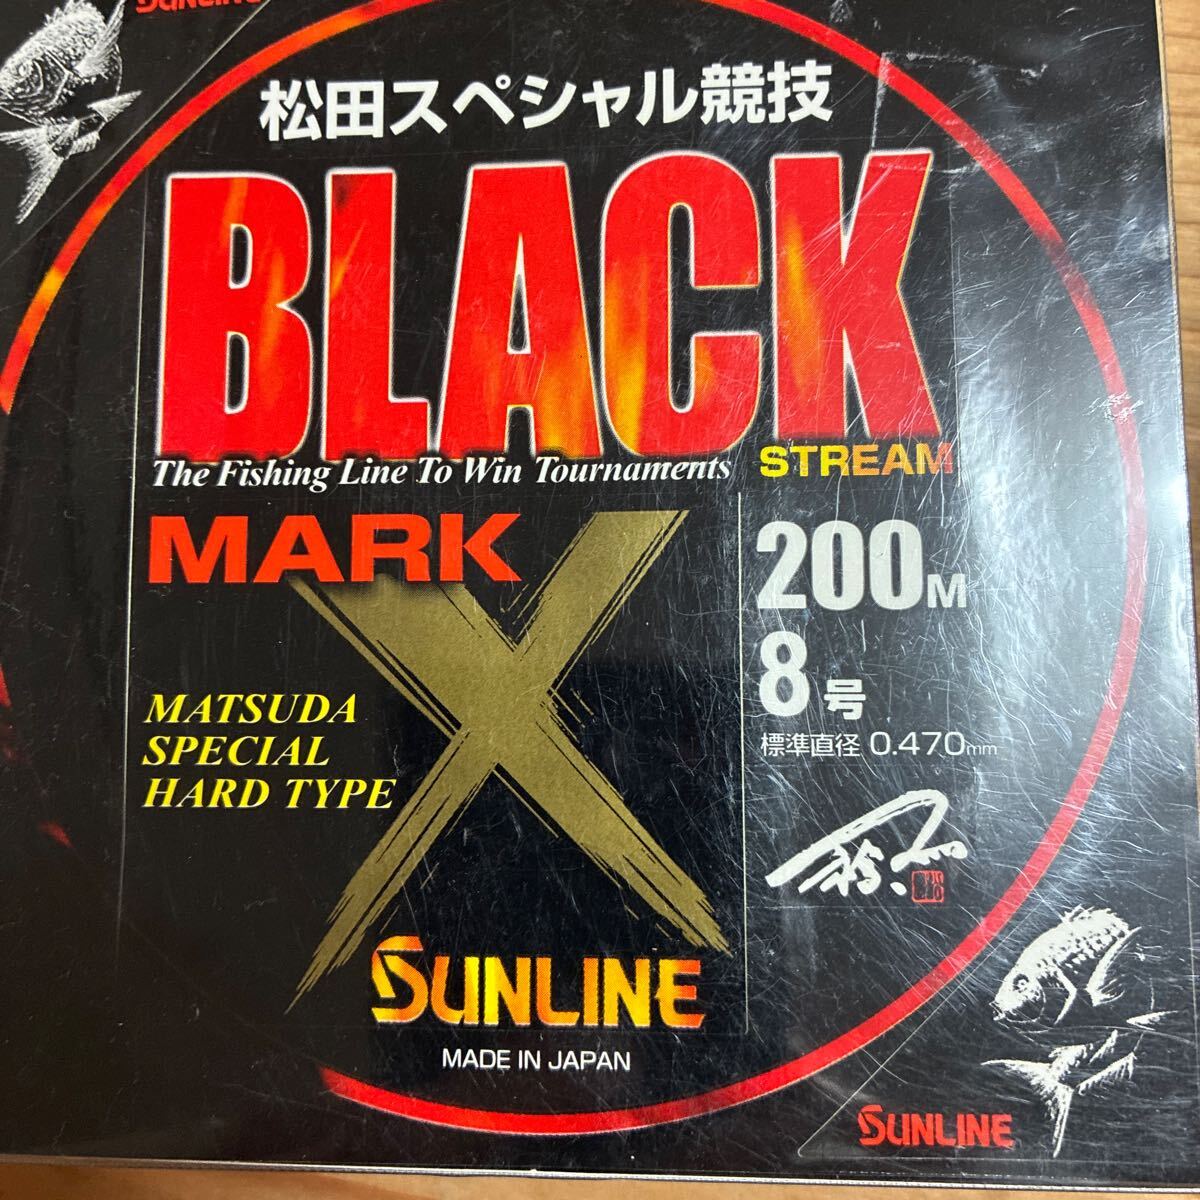 SUNLINE
松田スペシャル競技
BLACK
The Fishing Line To Win Tournaments
STREAM
MARK X
200M
8号
標準直径 0.470mm
MATSUDA
SPECIAL
HARD TYPE
SUNLINE
MADE IN JAPAN
SUNLINE